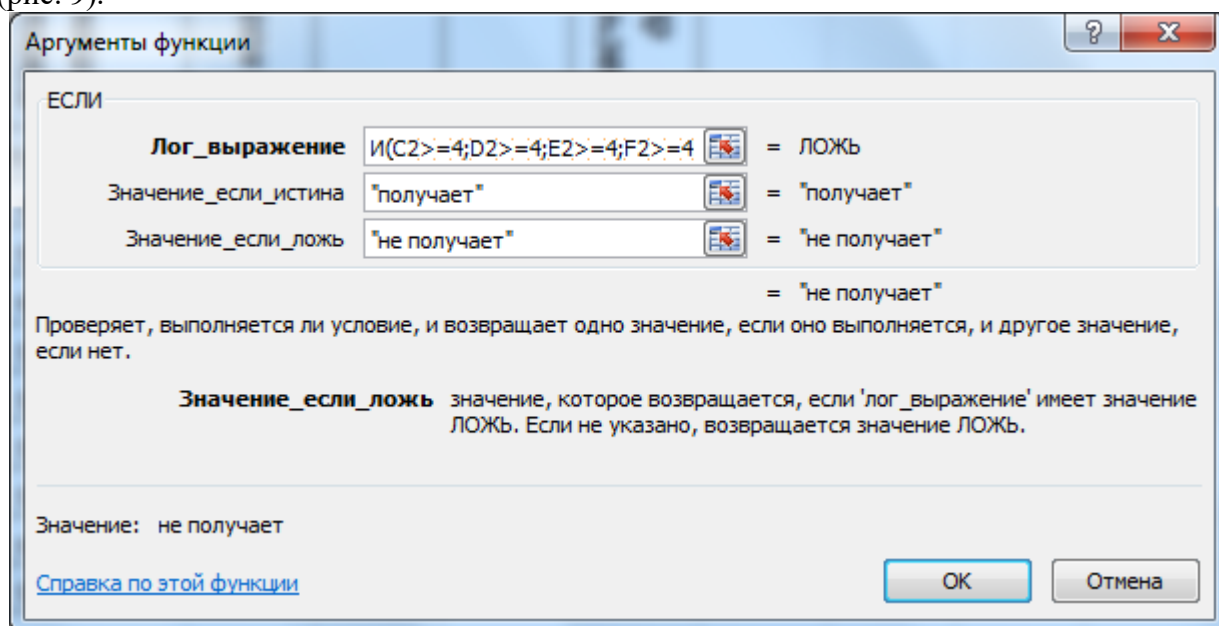 (рис. 9).
Аргументы функции
ЕСЛИ
Лог_выражение И(C2>=4;D2>=4;E2>=4;F2>=4 = ЛОЖЬ
Значение_если_истина "получает" = "получает"
Значение_если_ложь "не получает" = "не получает"
= "не получает"
Проверяет, выполняется ли условие, и возвращает одно значение, если оно выполняется, и другое значение,
если нет.
Значение_если_ложь значение, которое возвращается, если 'лог_выражение' имеет значение
ЛОЖЬ. Если не указано, возвращается значение ЛОЖЬ.
Значение: не получает
Справка по этой функции
ОК
Отмена